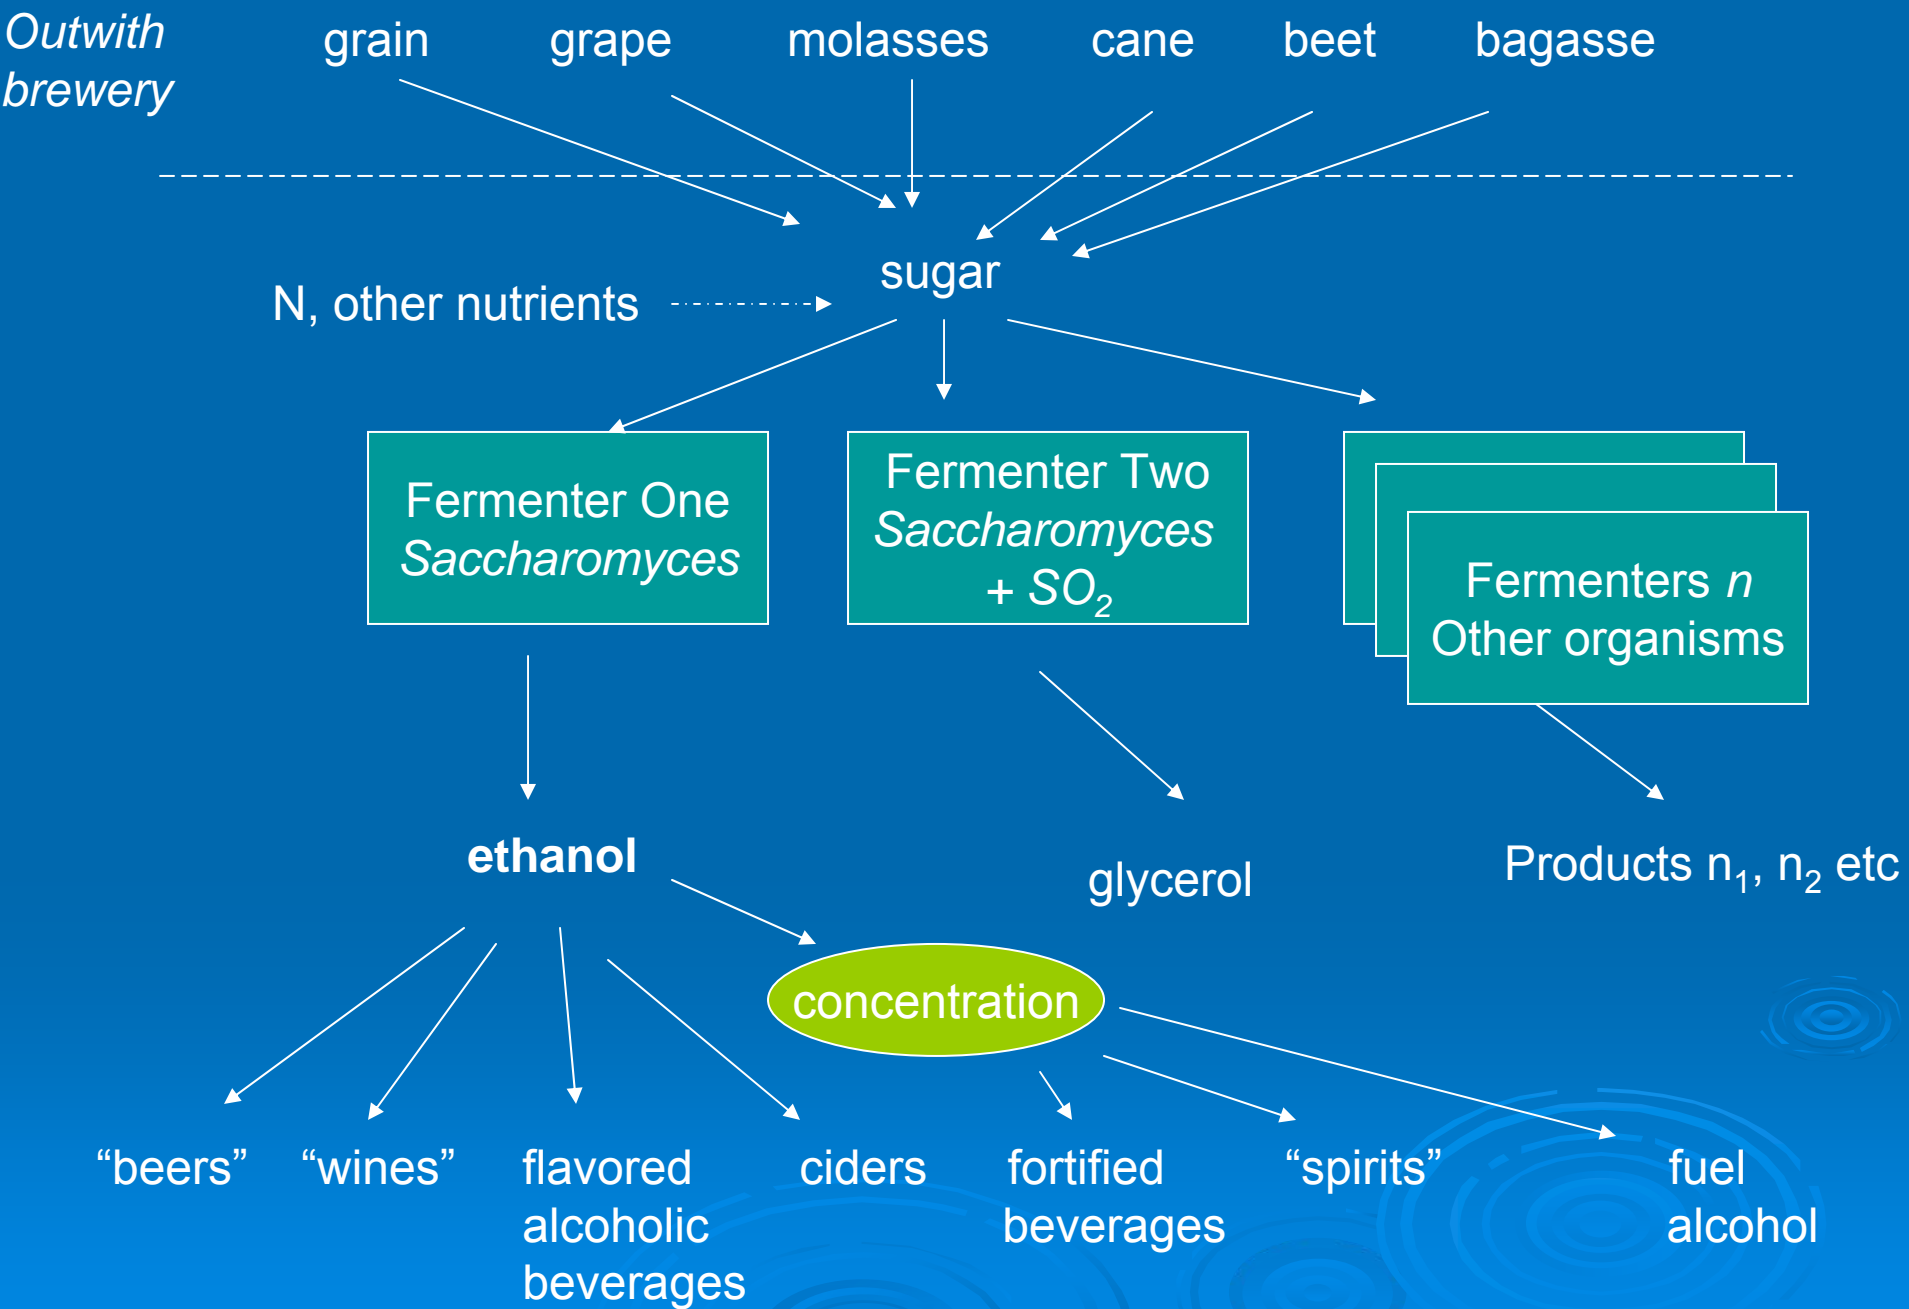 Outwith
brewery
grain grape molasses cane beet bagasse
sugar
N, other nutrients
Fermenter One
Saccharomyces
Fermenter Two
Saccharomyces
+ SO₂
Fermenters n
Other organisms
ethanol
glycerol
Products n₁, n₂ etc
concentration
“beers”
“wines”
flavored
alcoholic
beverages
ciders
fortified
beverages
“spirits”
fuel
alcohol